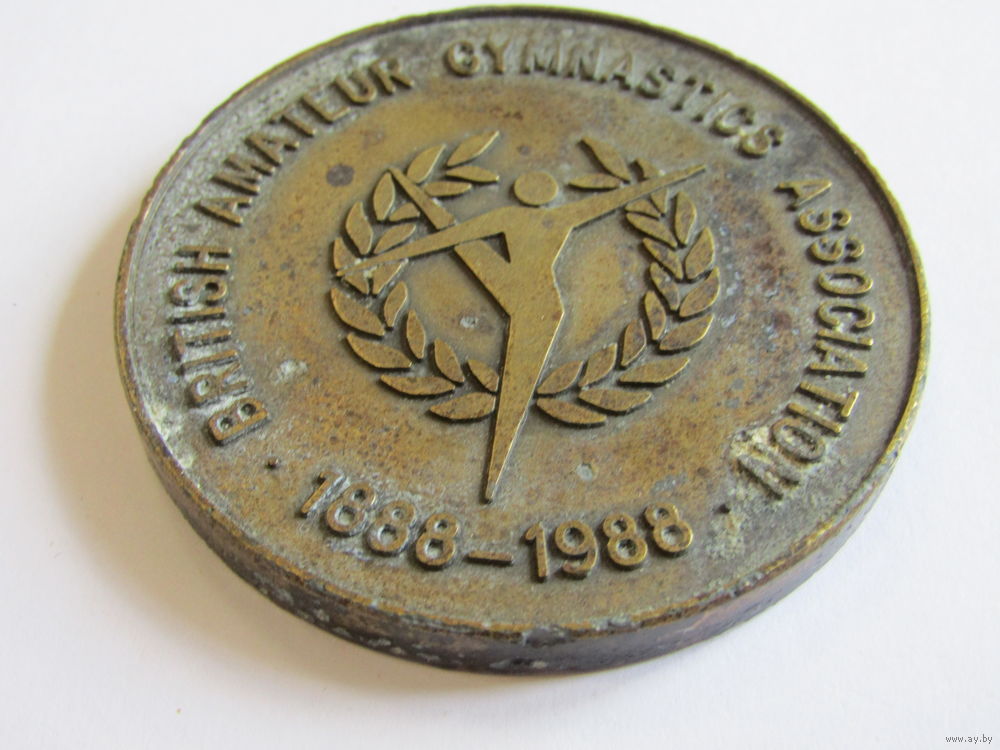 BRITISH AMATEUR GYMNASTICS ASSOCIATION
· 1888-1988 ·
www.ay.by